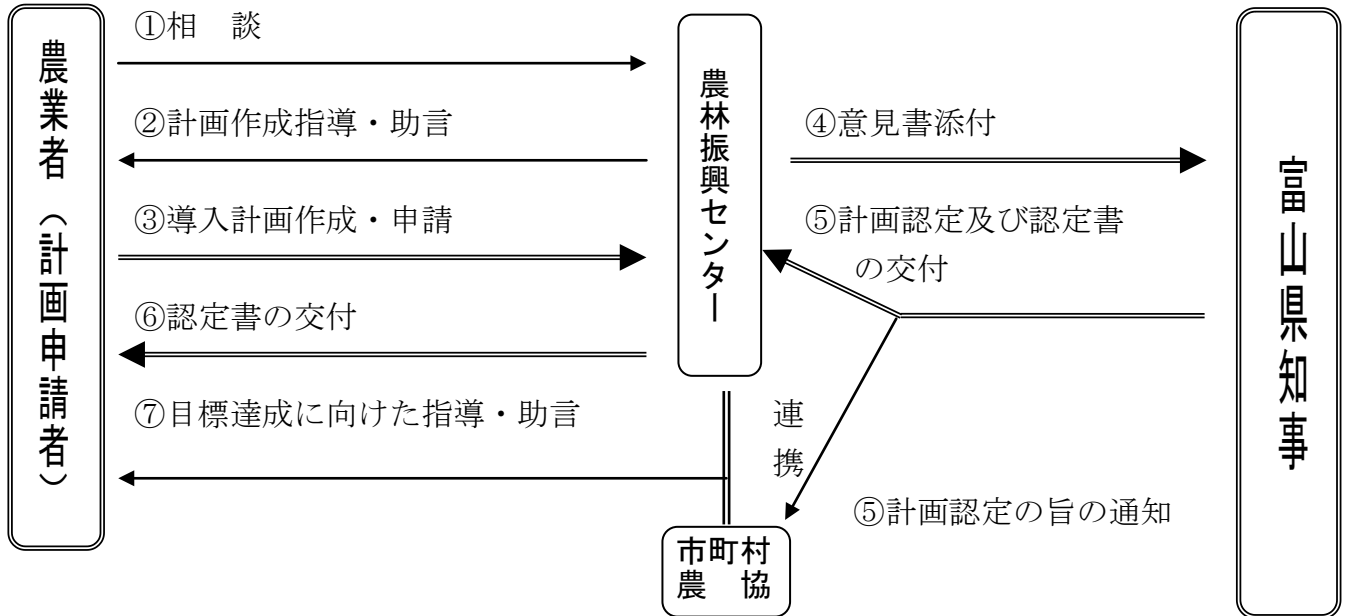 農業者（計画申請者）
①相　談
②計画作成指導・助言
③導入計画作成・申請
⑥認定書の交付
⑦目標達成に向けた指導・助言
農林振興センター
連
携
市町村
農　協
④意見書添付
⑤計画認定及び認定書
の交付
⑤計画認定の旨の通知
富山県知事